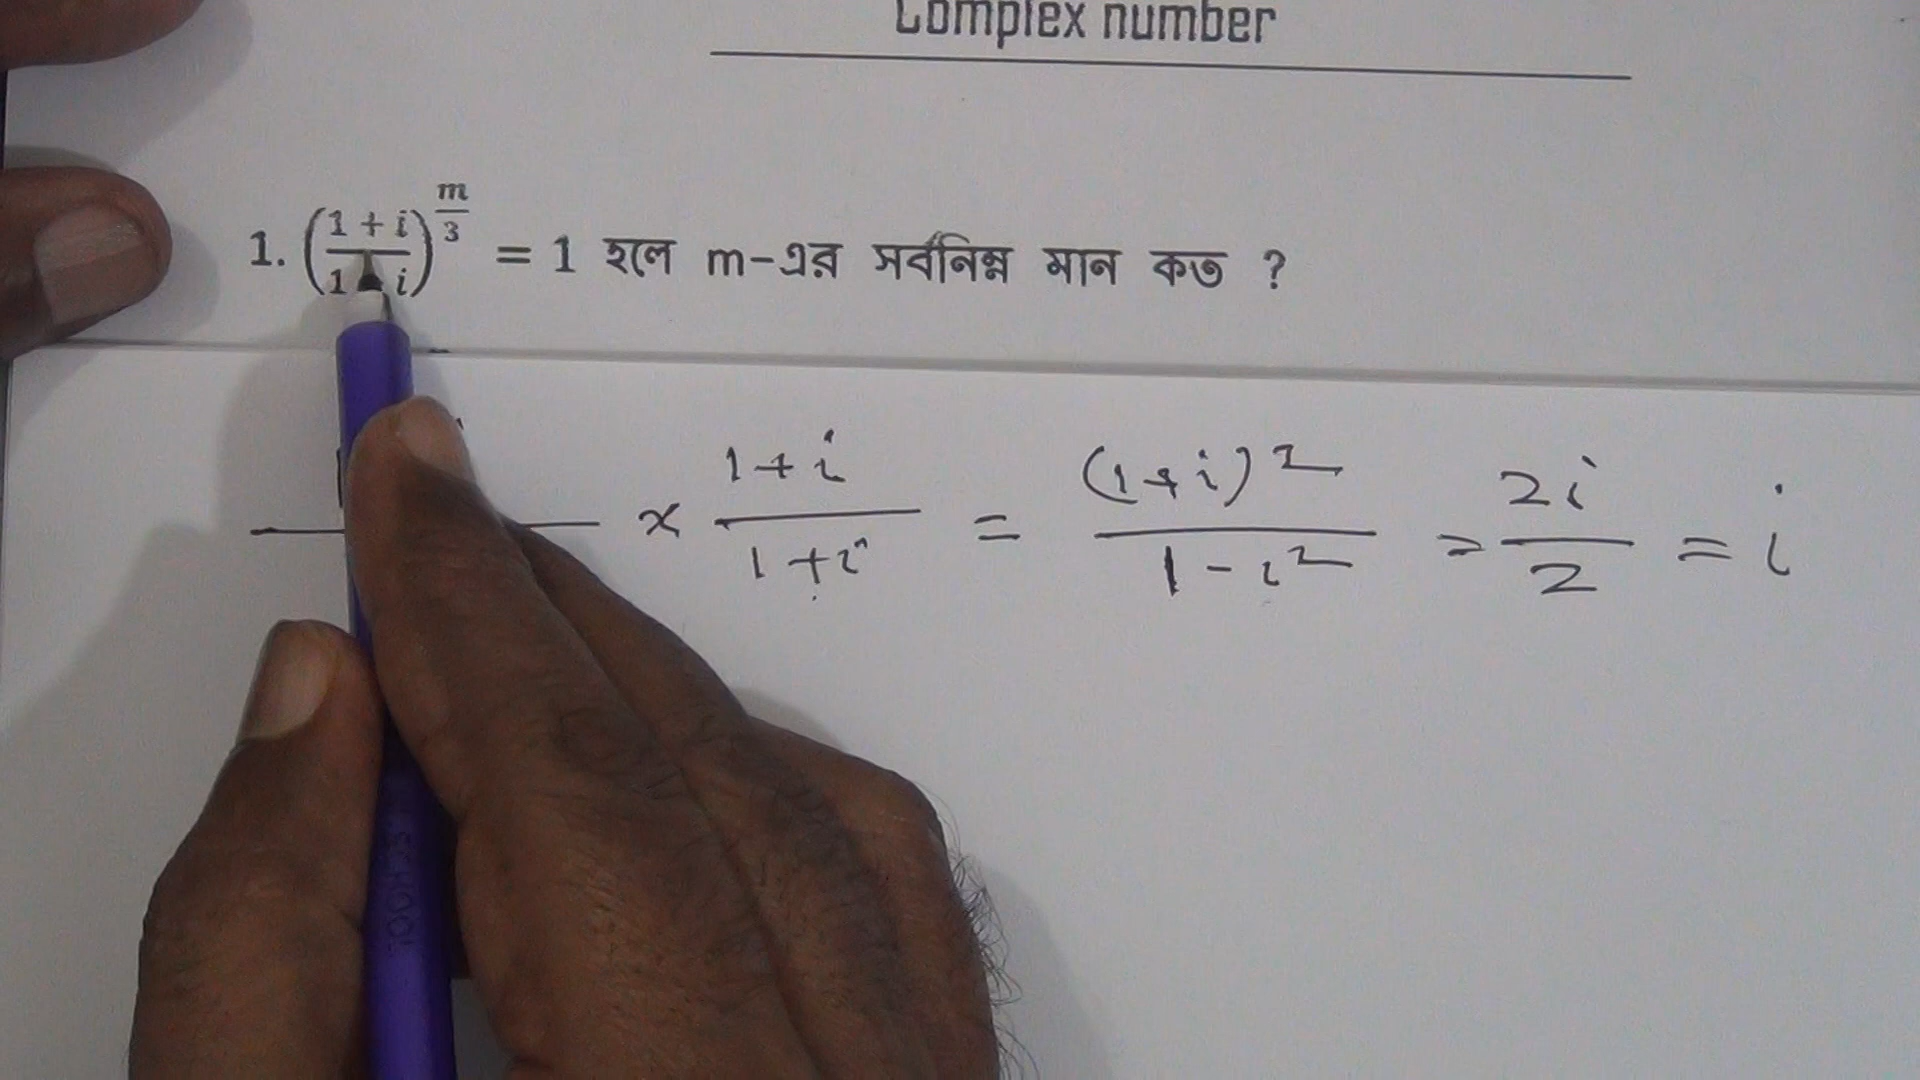 Complex number
1. ((1 + i)/(1 i))^(m/3) = 1 হলে m-এর সর্বনিম্ন মান কত ?
× (1+i)/(1+i) = (1+i)²/(1-i²) = 2i/2 = i